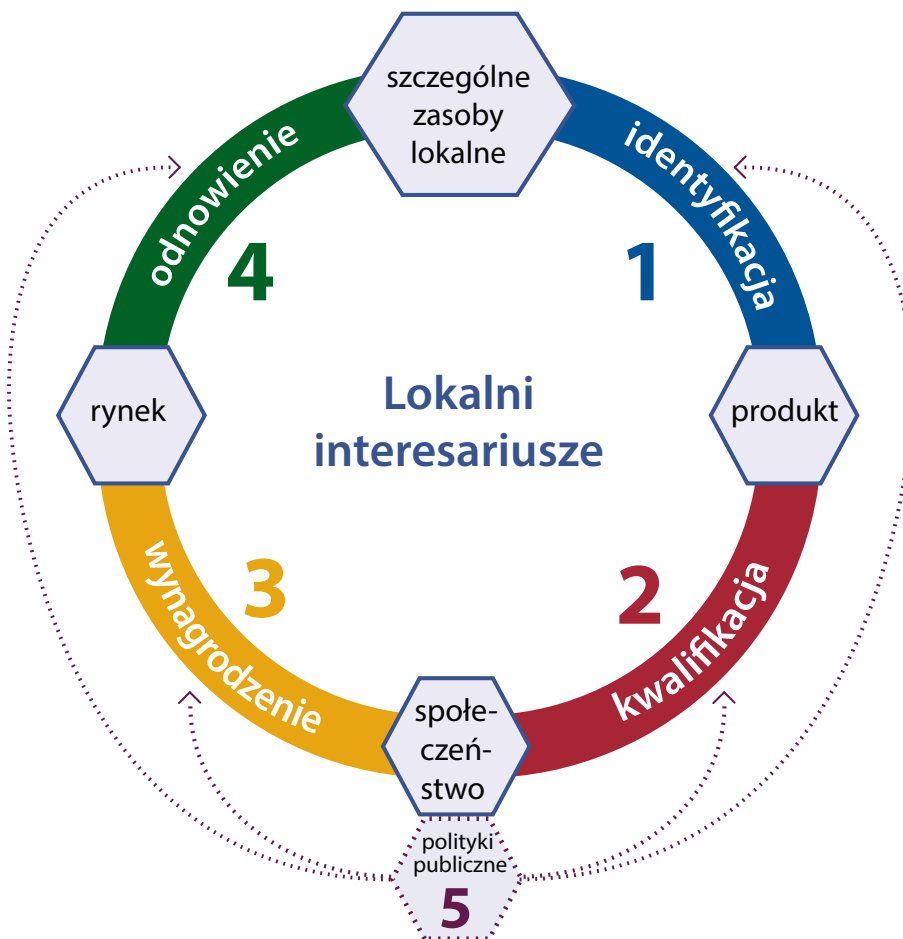 szczególne
zasoby
lokalne
identyfikacja
1
produkt
kwalifikacja
2
społe-
czeń-
stwo
wynagrodzenie
3
rynek
odnowienie
4
Lokalni
interesariusze
polityki
publiczne
5